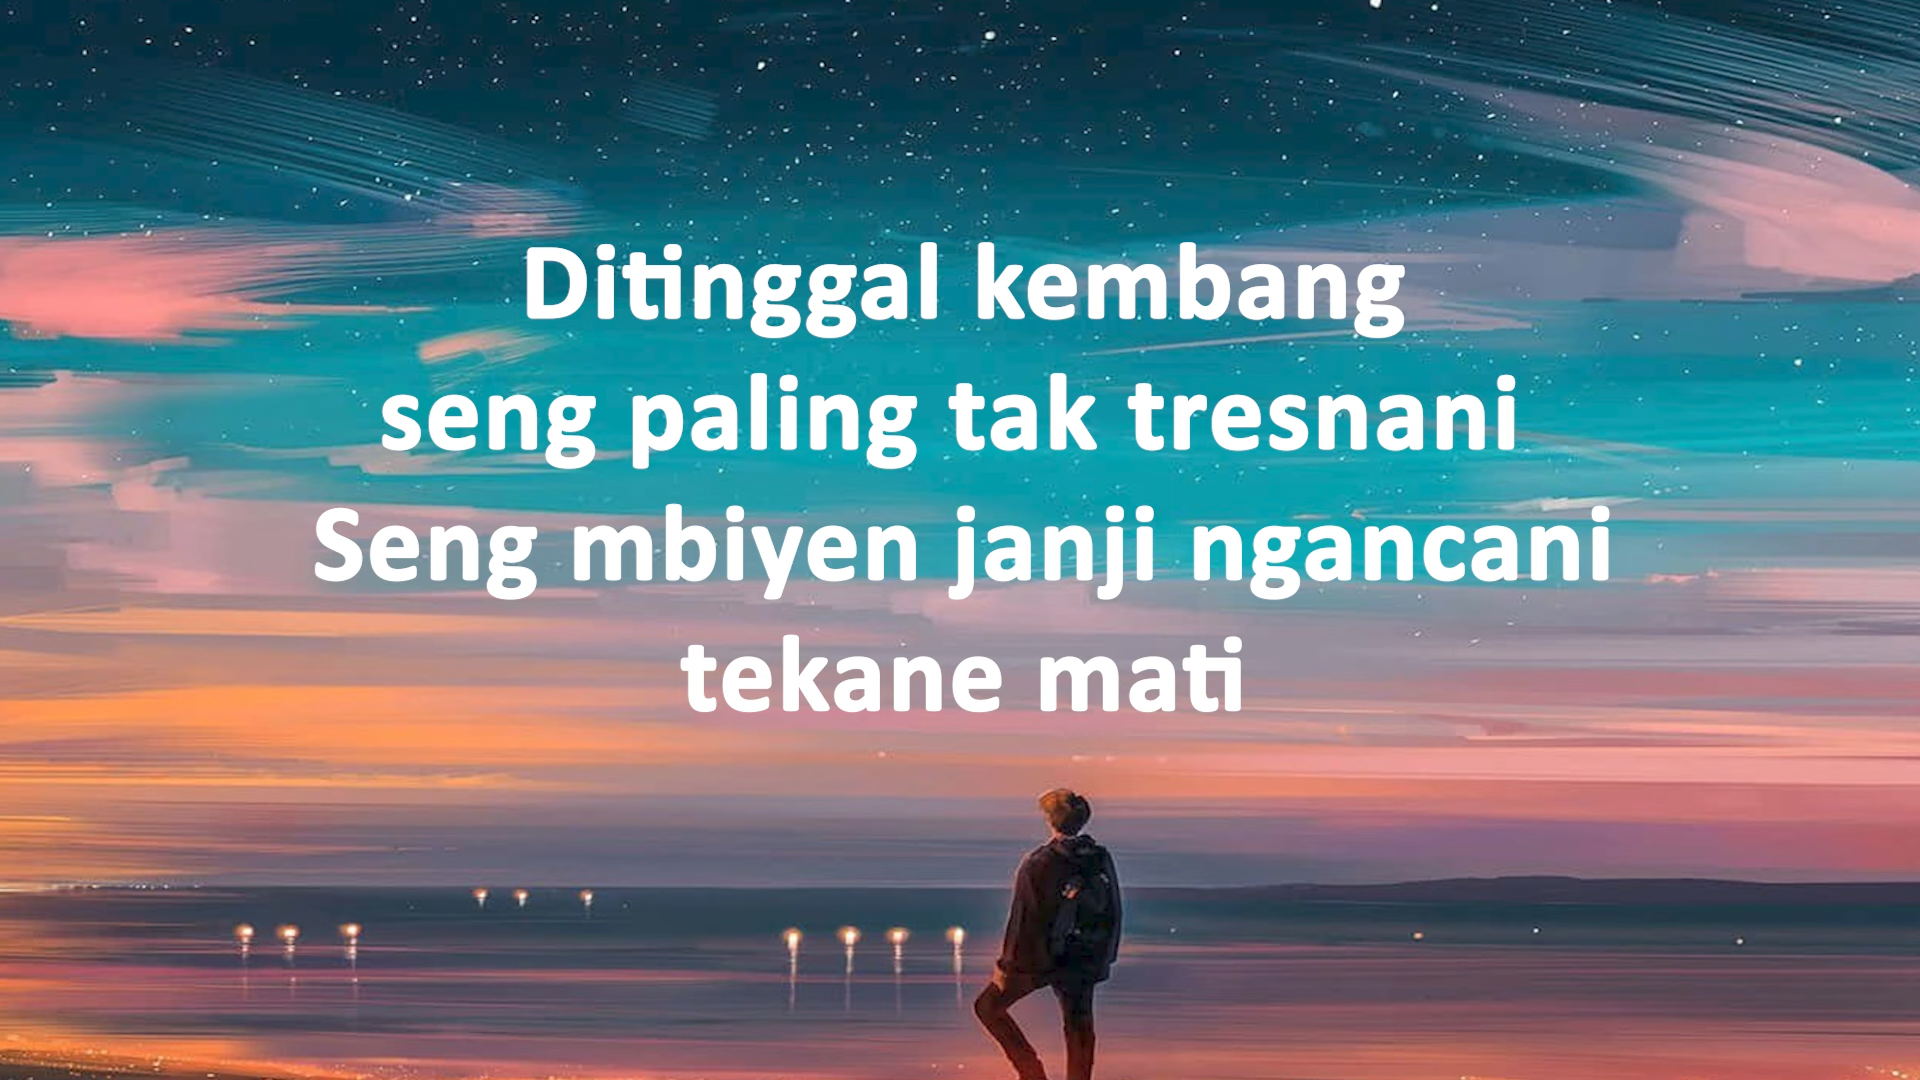 Ditinggal kembang
seng paling tak tresnani
Seng mbiyen janji ngancani
tekane mati